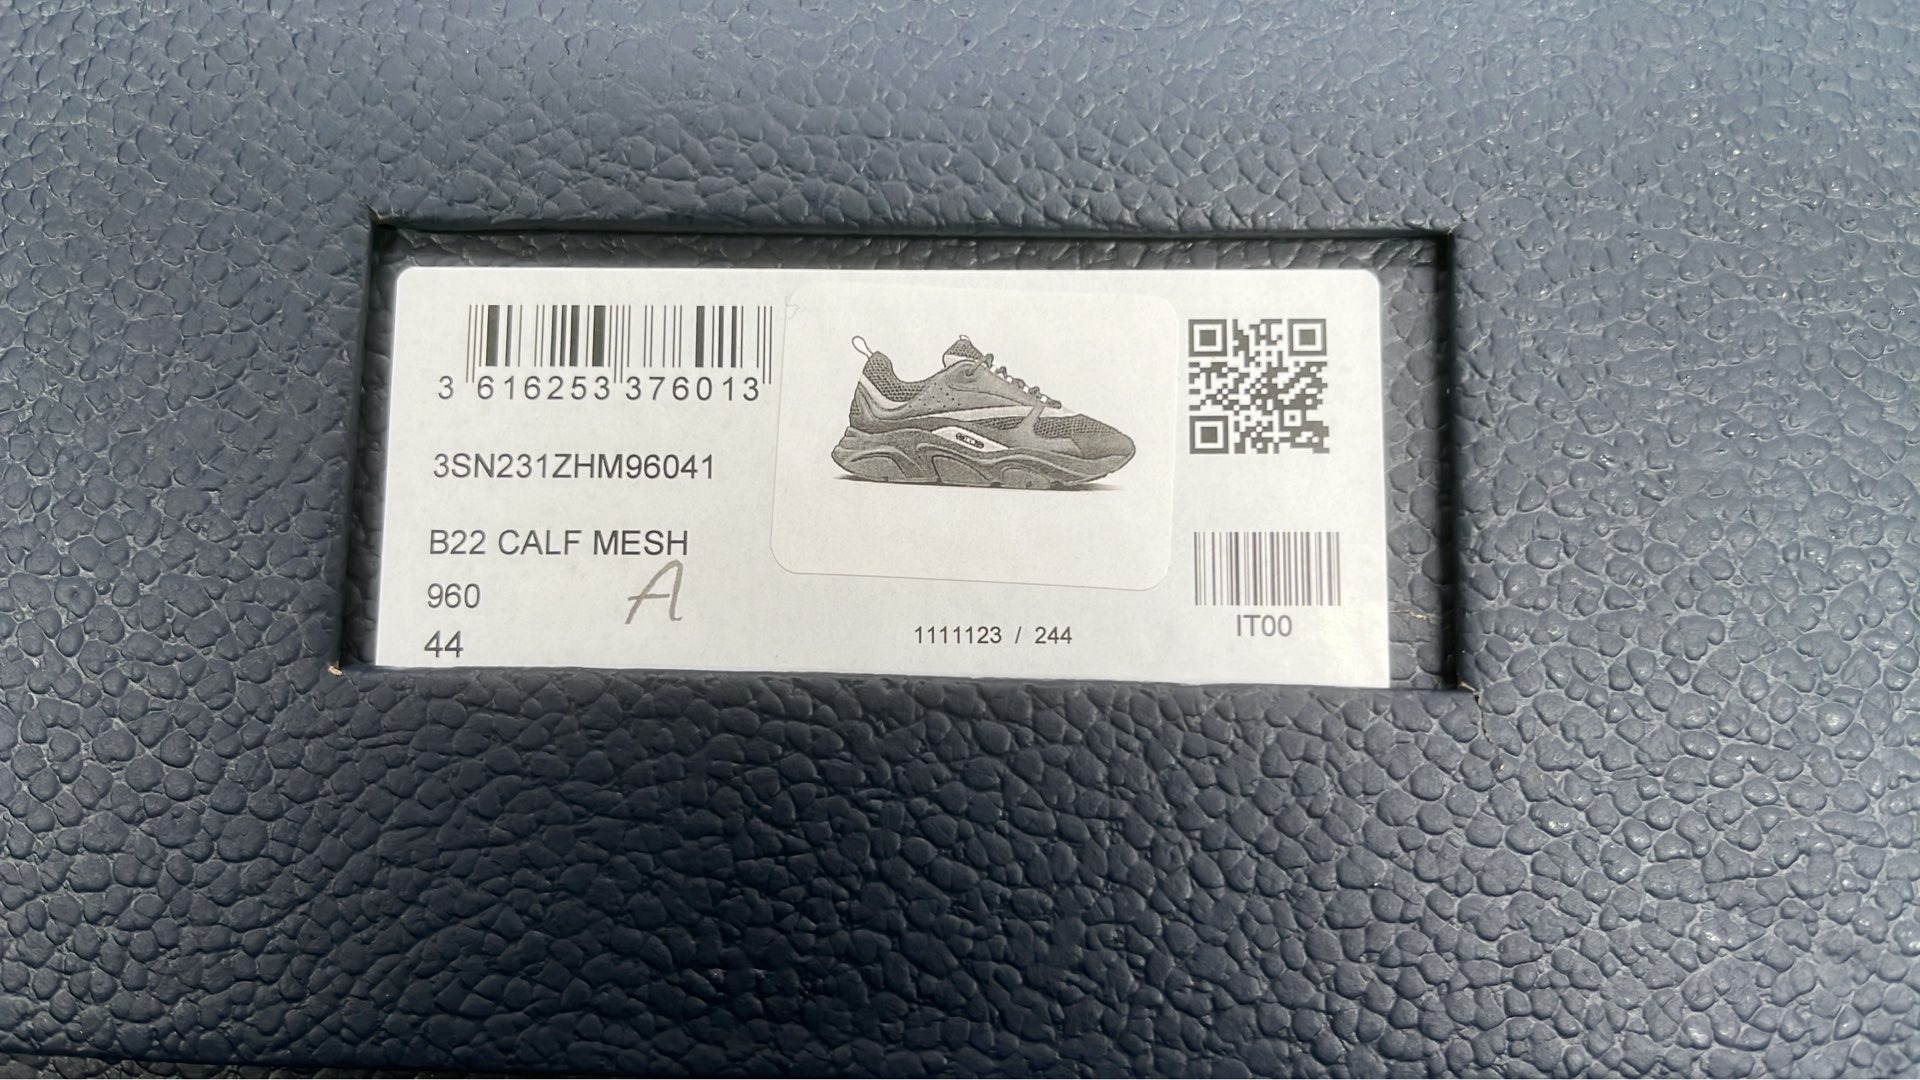 3 616253 376013
3SN231ZHM96041
B22 CALF MESH
960
A
44
1111123 / 244
IT00